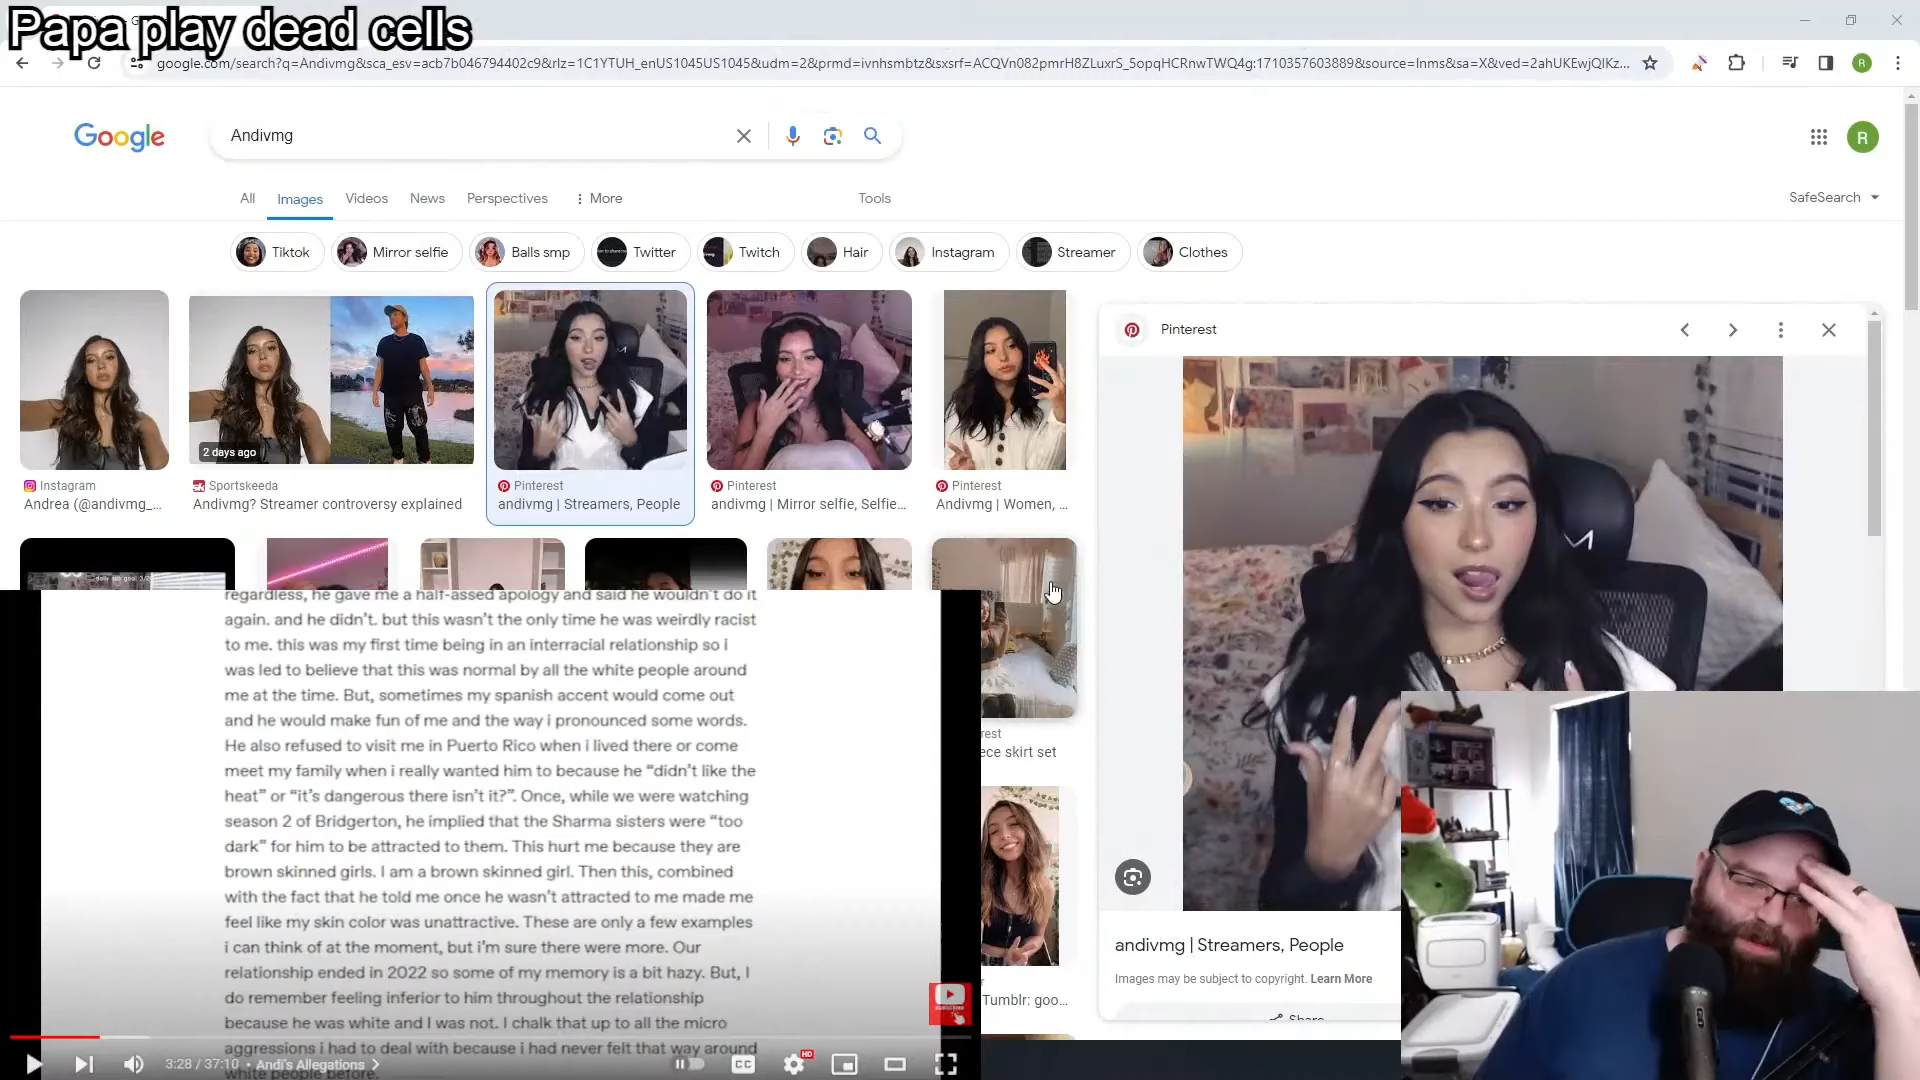 Papa play dead cells
google.com/search?q=Andivmg&sca_esv=acb7b046794402c9&rlz=1C1YTUH_enUS1045US1045&udm=2&prmd=ivnhsmbtz&sxsrf=ACQVn082pmrH8ZLuxrS_5opqHCRnwTWQ4g:1710357603889&source=lnms&sa=X&ved=2ahUKEwjQIKz...
R
Google
Andivmg
R
All Images Videos News Perspectives More Tools
SafeSearch
Tiktok Mirror selfie Balls smp Twitter Twitch Hair Instagram Streamer Clothes
2 days ago
Instagram
Andrea (@andivmg_...
Sportskeeda
Andivmg? Streamer controversy explained
Pinterest
andivmg | Streamers, People
Pinterest
andivmg | Mirror selfie, Selfie...
Pinterest
Andivmg | Women, ...
Pinterest
regardless, he gave me a half-assed apology and said he wouldn't do it
again. and he didn't. but this wasn't the only time he was weirdly racist
to me. this was my first time being in an interracial relationship so i
was led to believe that this was normal by all the white people around
me at the time. But, sometimes my spanish accent would come out
and he would make fun of me and the way i pronounced some words.
He also refused to visit me in Puerto Rico when i lived there or come
meet my family when i really wanted him to because he “didn't like the
heat” or “it's dangerous there isn't it?”. Once, while we were watching
season 2 of Bridgerton, he implied that the Sharma sisters were “too
dark” for him to be attracted to them. This hurt me because they are
brown skinned girls. I am a brown skinned girl. Then this, combined
with the fact that he told me once he wasn't attracted to me made me
feel like my skin color was unattractive. These are only a few examples
i can think of at the moment, but i'm sure there were more. Our
relationship ended in 2022 so some of my memory is a bit hazy. But, I
do remember feeling inferior to him throughout the relationship
because he was white and I was not. I chalk that up to all the micro
aggressions i had to deal with because i had never felt that way around
white people before.
3:28 / 37:10 • Andi's Allegations
CC
HD
rest
ece skirt set
Tumblr: goo...
andivmg | Streamers, People
Images may be subject to copyright. Learn More
Share